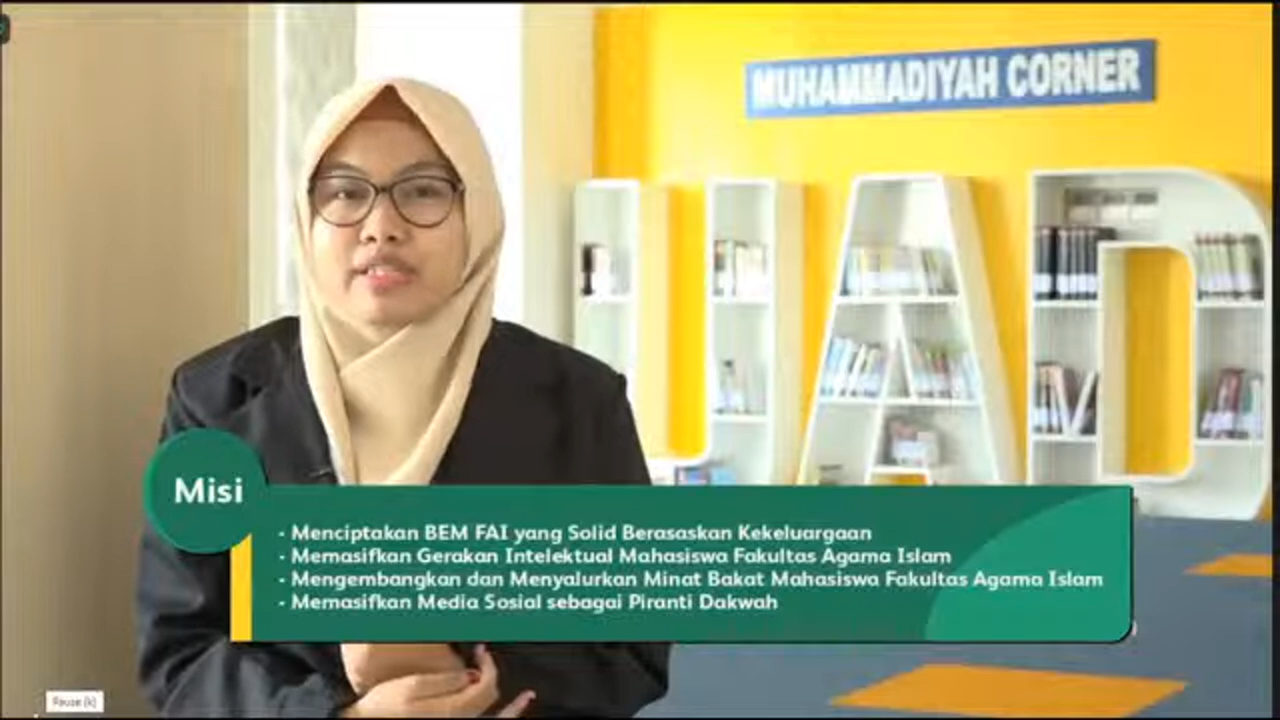 MUHAMMADIYAH CORNER
UAD
Misi
- Menciptakan BEM FAI yang Solid Berasaskan Kekeluargaan
- Memasifkan Gerakan Intelektual Mahasiswa Fakultas Agama Islam
- Mengembangkan dan Menyalurkan Minat Bakat Mahasiswa Fakultas Agama Islam
- Memasifkan Media Sosial sebagai Piranti Dakwah
Pause (k)